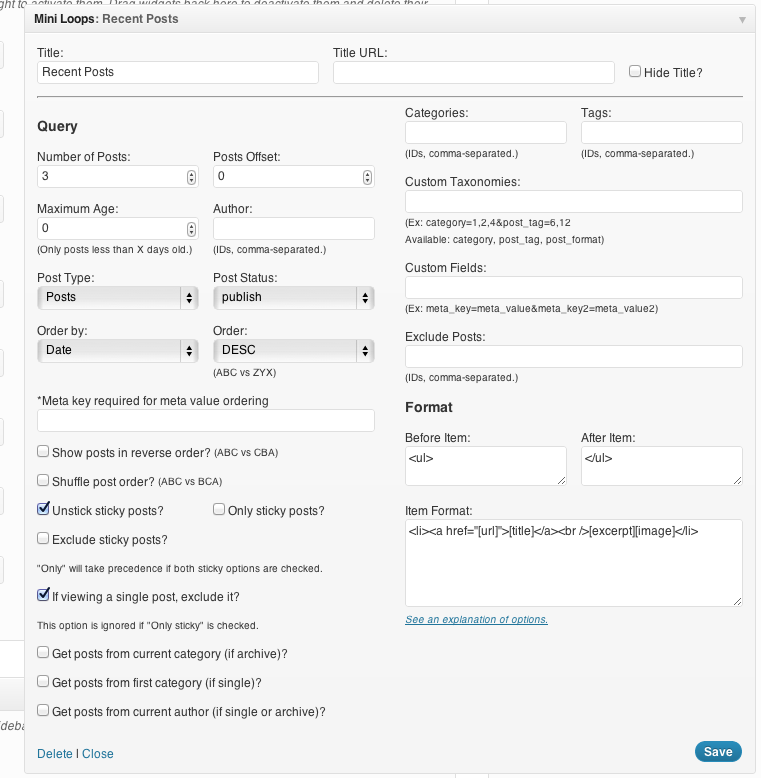 ght to activate them. Drag widgets back here to deactivate them and delete their
Mini Loops: Recent Posts
Title:
Title URL:
Recent Posts
Hide Title?
Query
Number of Posts:
Posts Offset:
3
0
Maximum Age:
Author:
0
(Only posts less than X days old.)
(IDs, comma-separated.)
Post Type:
Post Status:
Posts
publish
Order by:
Order:
Date
DESC
(ABC vs ZYX)
*Meta key required for meta value ordering
Show posts in reverse order? (ABC vs CBA)
Shuffle post order? (ABC vs BCA)
Unstick sticky posts?
Only sticky posts?
Exclude sticky posts?
"Only" will take precedence if both sticky options are checked.
If viewing a single post, exclude it?
This option is ignored if "Only sticky" is checked.
Get posts from current category (if archive)?
Get posts from first category (if single)?
Get posts from current author (if single or archive)?
Categories:
Tags:
(IDs, comma-separated.)
(IDs, comma-separated.)
Custom Taxonomies:
(Ex: category=1,2,4&post_tag=6,12
Available: category, post_tag, post_format)
Custom Fields:
(Ex: meta_key=meta_value&meta_key2=meta_value2)
Exclude Posts:
(IDs, comma-separated.)
Format
Before Item:
After Item:
<ul>
</ul>
Item Format:
<li><a href="[url]">[title]</a><br />[excerpt][image]</li>
See an explanation of options.
Delete | Close
Save